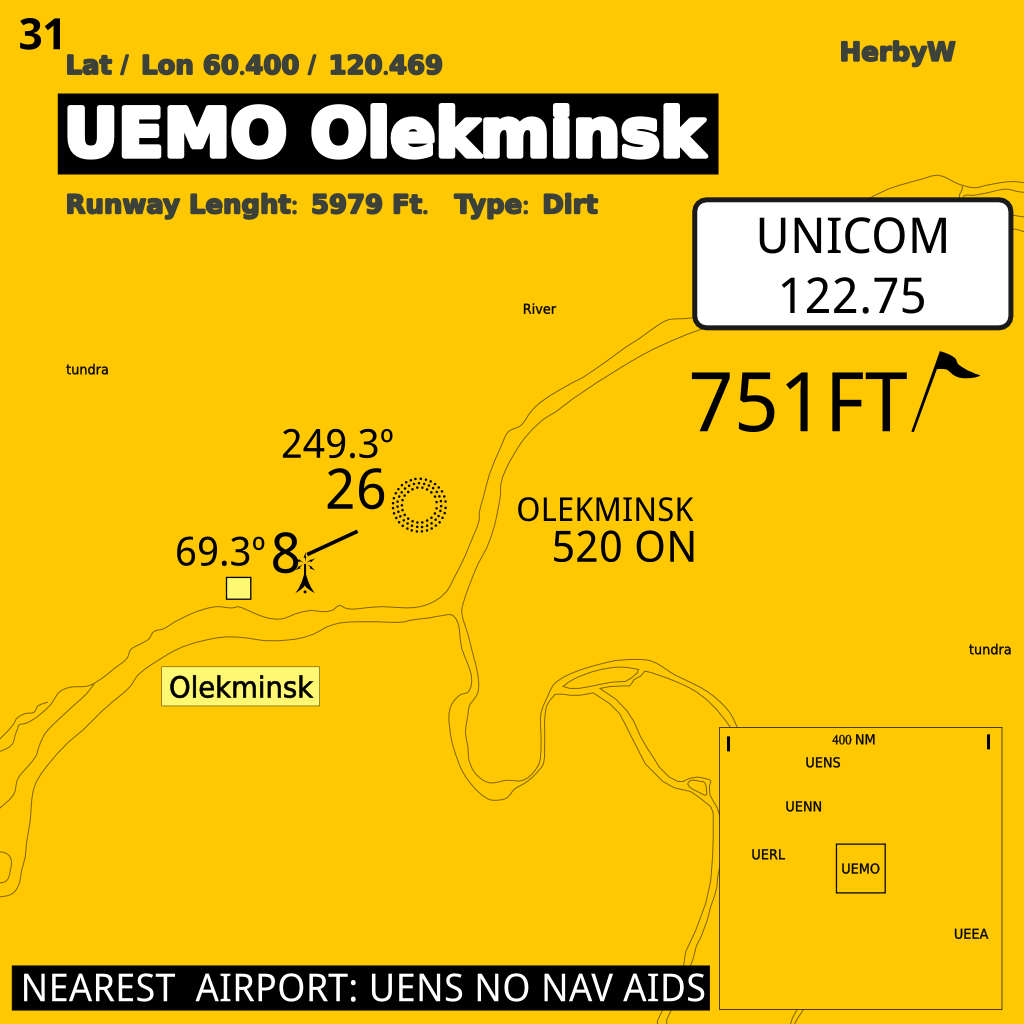 31
Lat / Lon 60.400 / 120.469
HerbyW
UEMO Olekminsk
Runway Lenght: 5979 Ft. Type: Dirt
UNICOM
122.75
River
tundra
751FT
249.3º
26
OLEKMINSK
520 ON
69.3º 8
tundra
Olekminsk
400 NM
UENS
UENN
UERL
UEMO
UEEA
NEAREST AIRPORT: UENS NO NAV AIDS